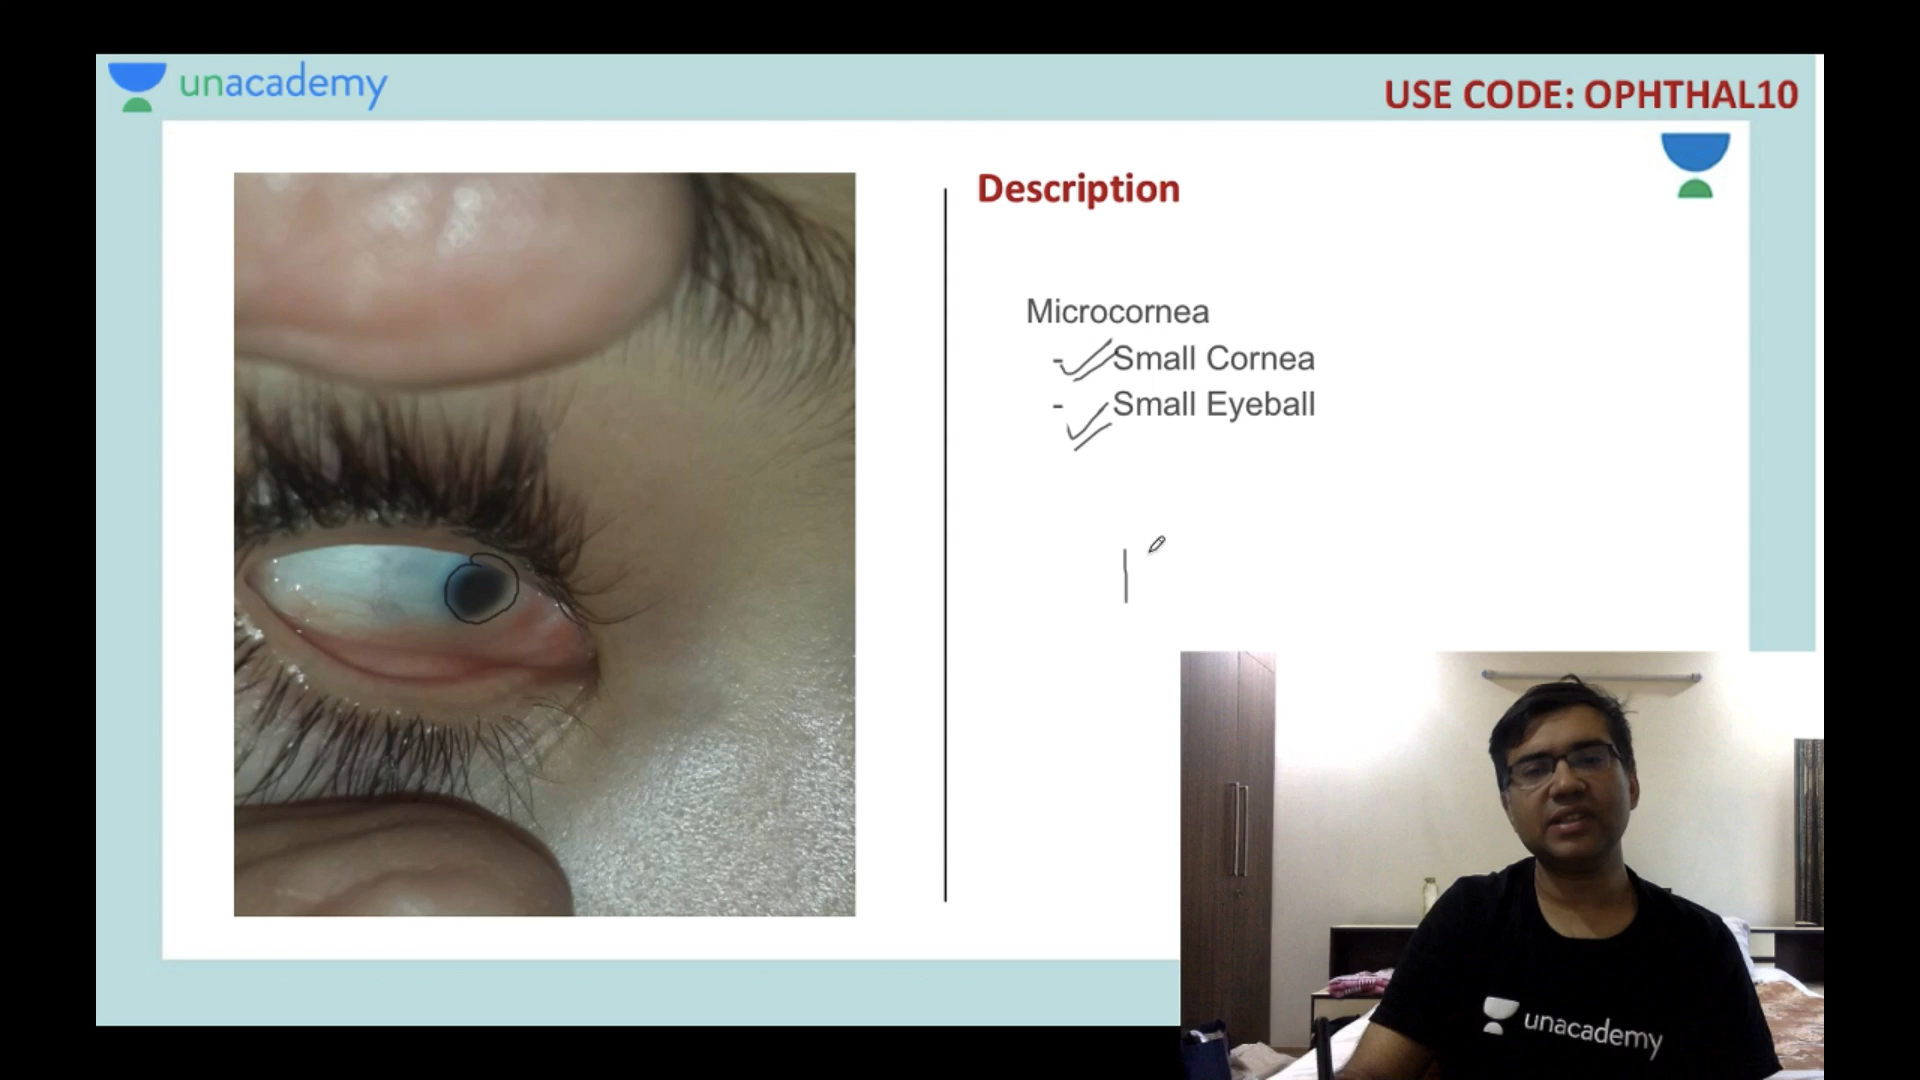 unacademy
USE CODE: OPHTHAL10
Description
Microcornea
- Small Cornea
- Small Eyeball
unacademy